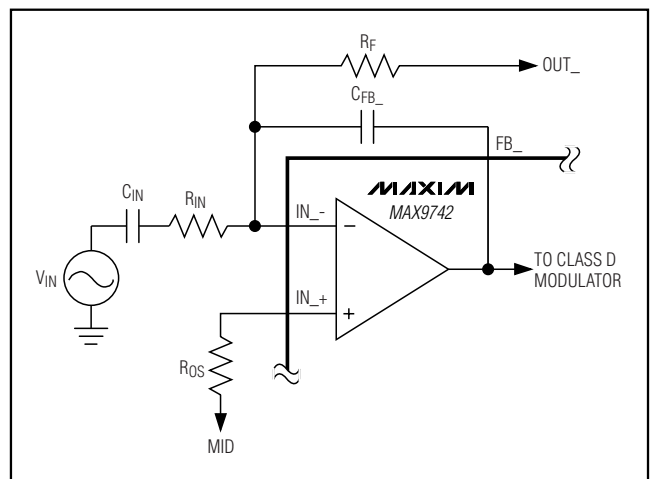 RF
OUT_
CFB_
FB_
CIN
RIN
MAXIM
MAX9742
IN_-
−
VIN
TO CLASS D
MODULATOR
IN_+
+
ROS
MID